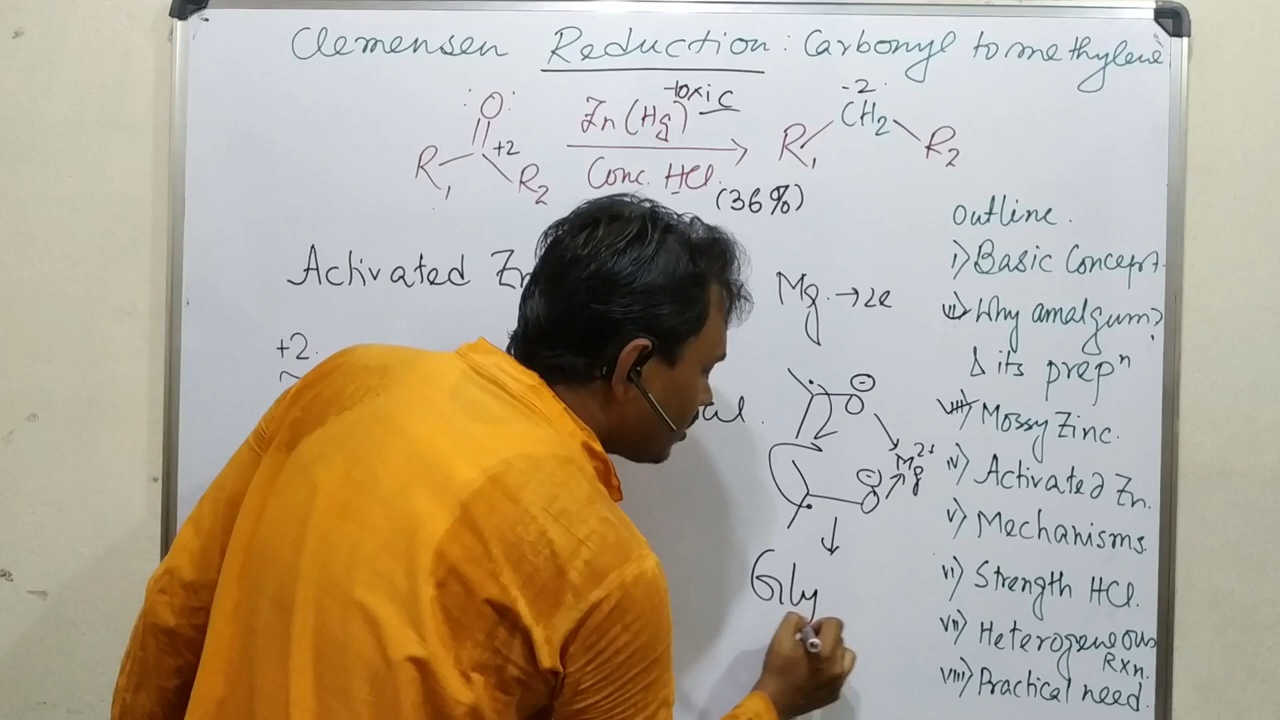 Clemensen Reduction: Carbonyl to methylene
:O:
+2
R1
R2
Zn(Hg) toxic
Conc. HCl.
(36%)
-2
CH2
R1
R2
Activated Zn
+2.
Mg. → 2e
O
O
Mg 2+
Gly
outline.
i) Basic Concept.
ii) Why amalgum?
& its prepn
iii) Mossy Zinc.
iv) Activated Zn.
v) Mechanisms.
vi) Strength HCl.
vii) Heterogeneous
Rxn.
viii) Practical need.